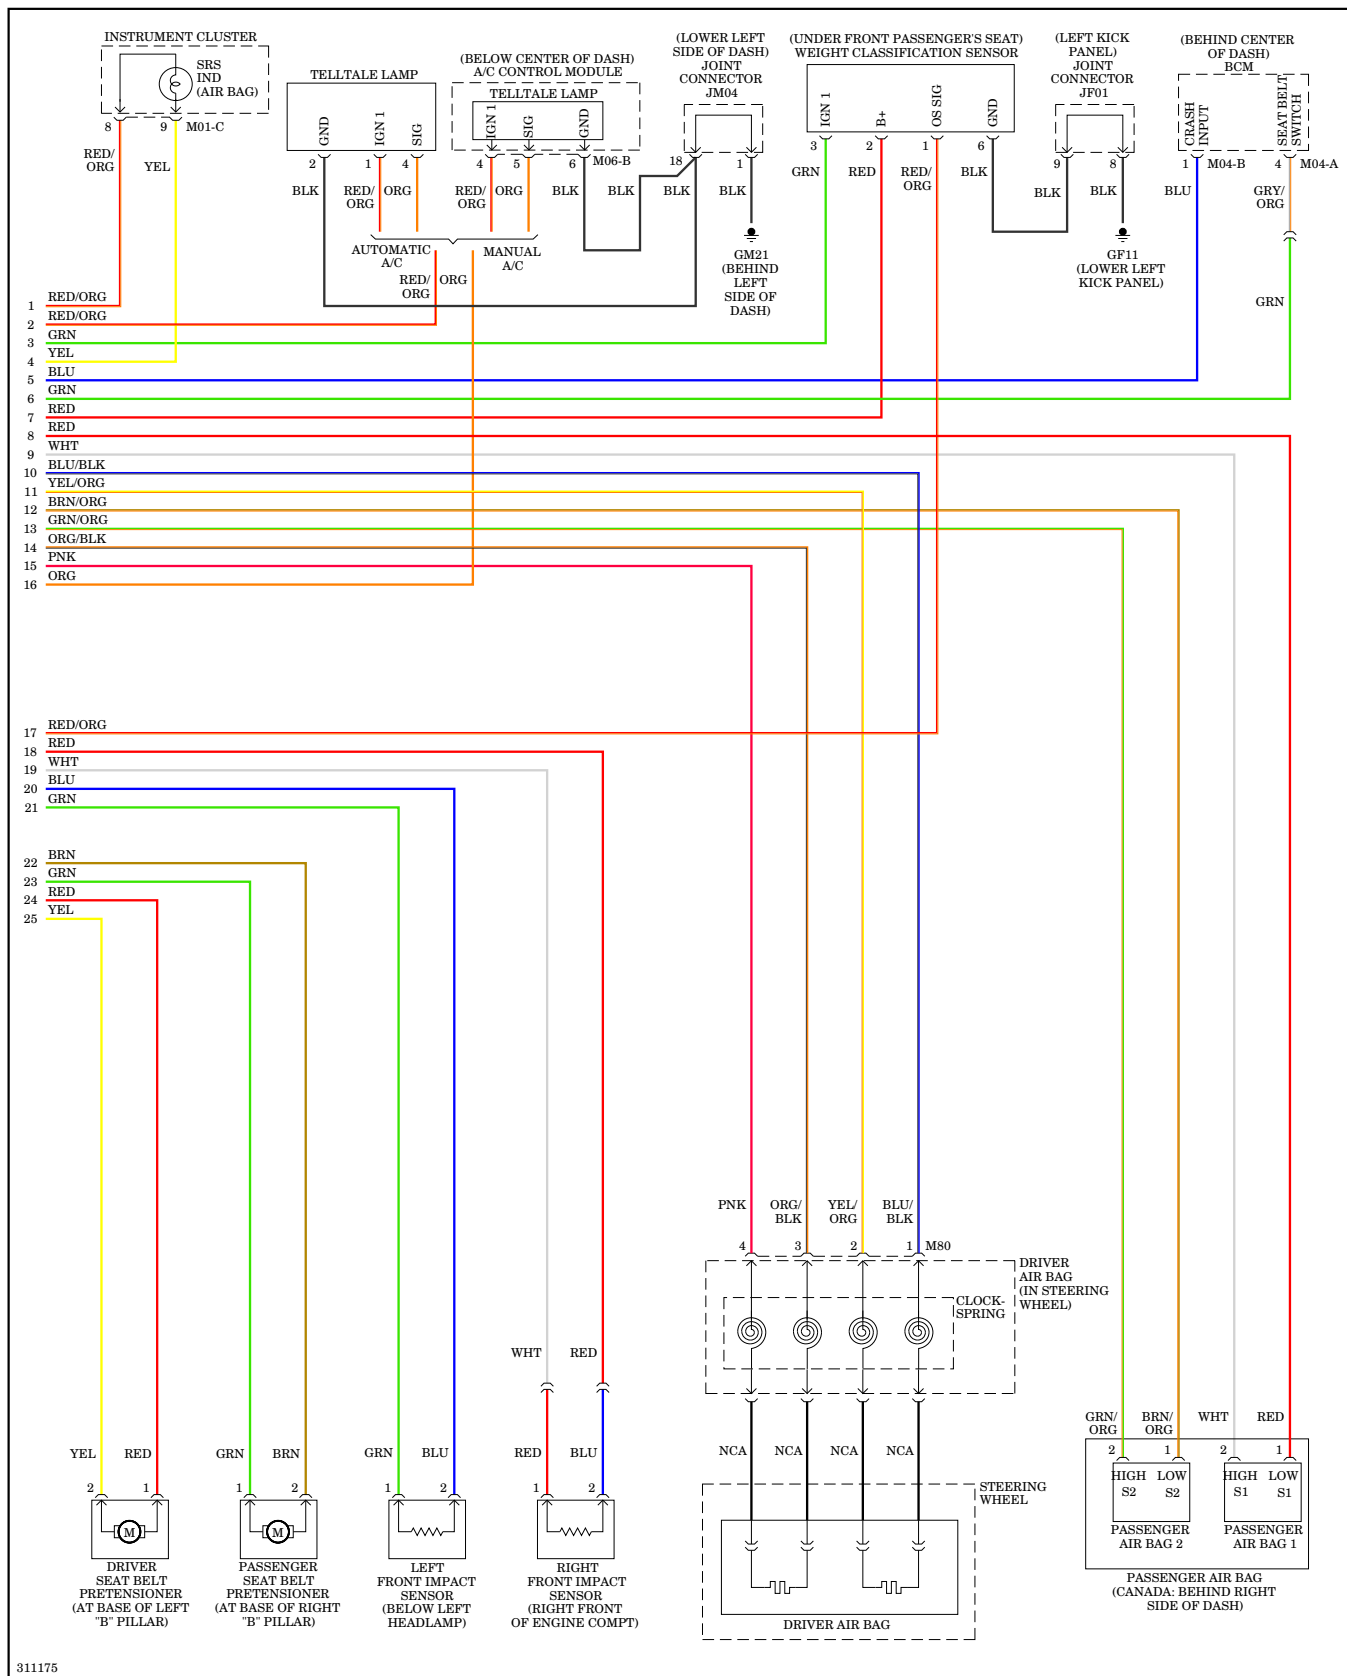 INSTRUMENT CLUSTER
SRS
IND
(AIR BAG)
8
9
M01-C
RED/
ORG
YEL
TELLTALE LAMP
GND
IGN 1
SIG
2
1
4
BLK
RED/
ORG
ORG
(BELOW CENTER OF DASH)
A/C CONTROL MODULE
TELLTALE LAMP
IGN 1
SIG
GND
4
5
6
M06-B
RED/
ORG
ORG
BLK
BLK
AUTOMATIC
A/C
MANUAL
A/C
RED/
ORG
ORG
(LOWER LEFT
SIDE OF DASH)
JOINT
CONNECTOR
JM04
18
1
BLK
BLK
GM21
(BEHIND
LEFT
SIDE OF
DASH)
(UNDER FRONT PASSENGER'S SEAT)
WEIGHT CLASSIFICATION SENSOR
IGN 1
B+
OS SIG
GND
3
2
1
6
GRN
RED
RED/
ORG
BLK
(LEFT KICK
PANEL)
JOINT
CONNECTOR
JF01
9
8
BLK
BLK
GF11
(LOWER LEFT
KICK PANEL)
(BEHIND CENTER
OF DASH)
BCM
CRASH
INPUT
SEAT BELT
SWITCH
1
M04-B
4
M04-A
BLU
GRY/
ORG
GRN
1 RED/ORG
2 RED/ORG
3 GRN
4 YEL
5 BLU
6 GRN
7 RED
8 RED
9 WHT
10 BLU/BLK
11 YEL/ORG
12 BRN/ORG
13 GRN/ORG
14 ORG/BLK
15 PNK
16 ORG
17 RED/ORG
18 RED
19 WHT
20 BLU
21 GRN
22 BRN
23 GRN
24 RED
25 YEL
PNK
ORG/
BLK
YEL/
ORG
BLU/
BLK
4
3
2
1
M80
DRIVER
AIR BAG
(IN STEERING
WHEEL)
CLOCK-
SPRING
NCA
NCA
NCA
NCA
STEERING
WHEEL
DRIVER AIR BAG
YEL
RED
2
1
M
DRIVER
SEAT BELT
PRETENSIONER
(AT BASE OF LEFT
"B" PILLAR)
GRN
BRN
1
2
M
PASSENGER
SEAT BELT
PRETENSIONER
(AT BASE OF RIGHT
"B" PILLAR)
GRN
BLU
1
2
LEFT
FRONT IMPACT
SENSOR
(BELOW LEFT
HEADLAMP)
WHT
RED
RED
BLU
1
2
RIGHT
FRONT IMPACT
SENSOR
(RIGHT FRONT
OF ENGINE COMPT)
GRN/
ORG
BRN/
ORG
WHT
RED
2
1
2
1
HIGH
S2
LOW
S2
HIGH
S1
LOW
S1
PASSENGER
AIR BAG 2
PASSENGER
AIR BAG 1
PASSENGER AIR BAG
(CANADA: BEHIND RIGHT
SIDE OF DASH)
311175